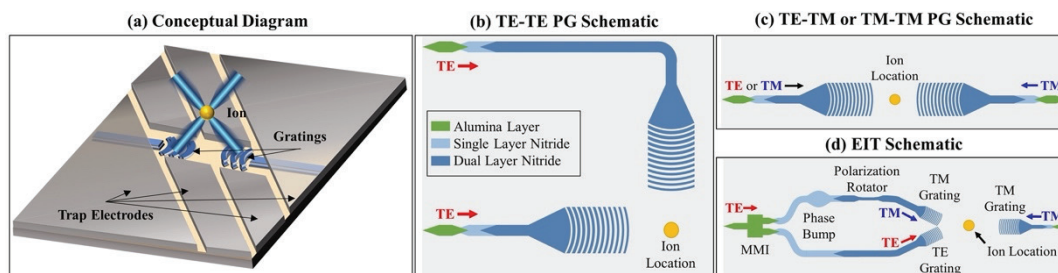 (a) Conceptual Diagram
Ion
Gratings
Trap Electrodes
(b) TE-TE PG Schematic
TE
Alumina Layer
Single Layer Nitride
Dual Layer Nitride
TE
Ion
Location
(c) TE-TM or TM-TM PG Schematic
Ion
Location
TE or TM
TM
(d) EIT Schematic
Polarization
Rotator
TM
Grating
TM
Grating
TE
Phase
Bump
TM
TM
TE
MMI
TE
Grating
Ion Location